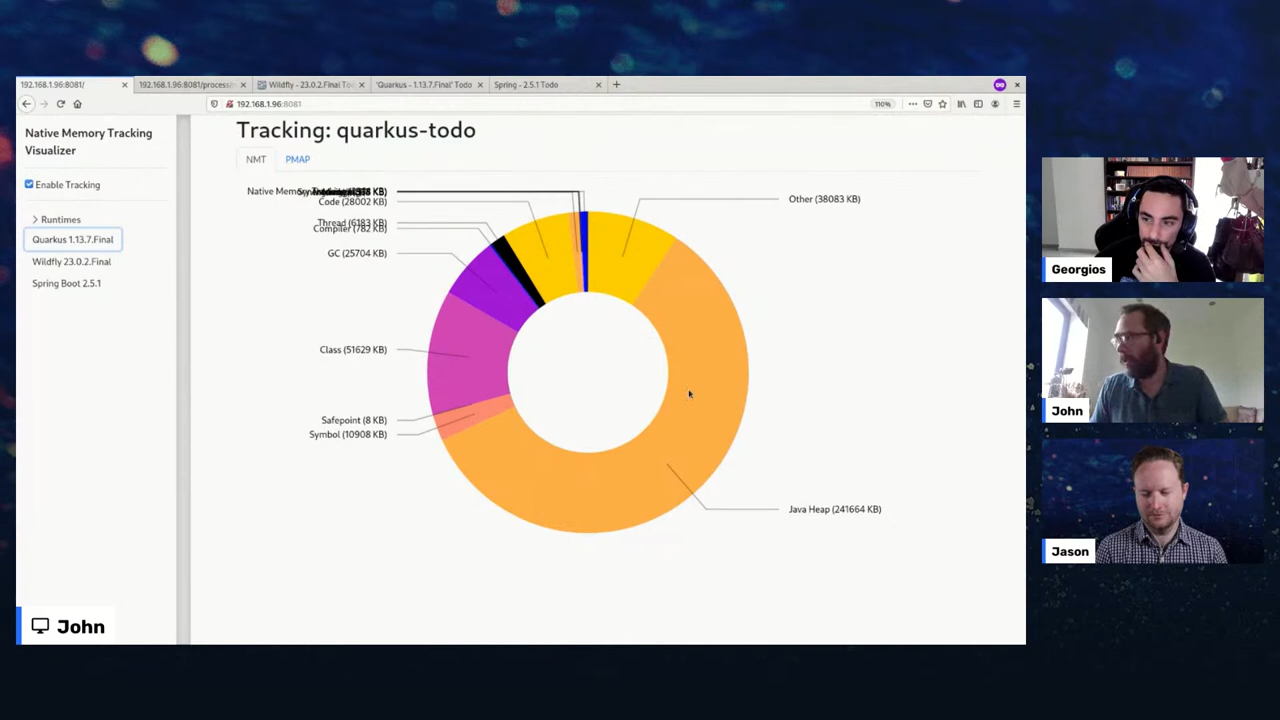 192.168.1.96:8081/
192.168.1.96:8081/process/
Wildfly - 23.0.2.Final To
'Quarkus - 1.13.7.Final' Todo
Spring - 2.5.1 Todo
192.168.1.96:8081
110%
Native Memory Tracking
Visualizer
Enable Tracking
Runtimes
Quarkus 1.13.7.Final
Wildfly 23.0.2.Final
Spring Boot 2.5.1
Tracking: quarkus-todo
NMT
PMAP
Native Memory
Code (28002 KB)
Thread (6183 KB)
Compiler (782 KB)
GC (25704 KB)
Class (51629 KB)
Safepoint (8 KB)
Symbol (10908 KB)
Other (38083 KB)
Java Heap (241664 KB)
John
Georgios
John
Jason